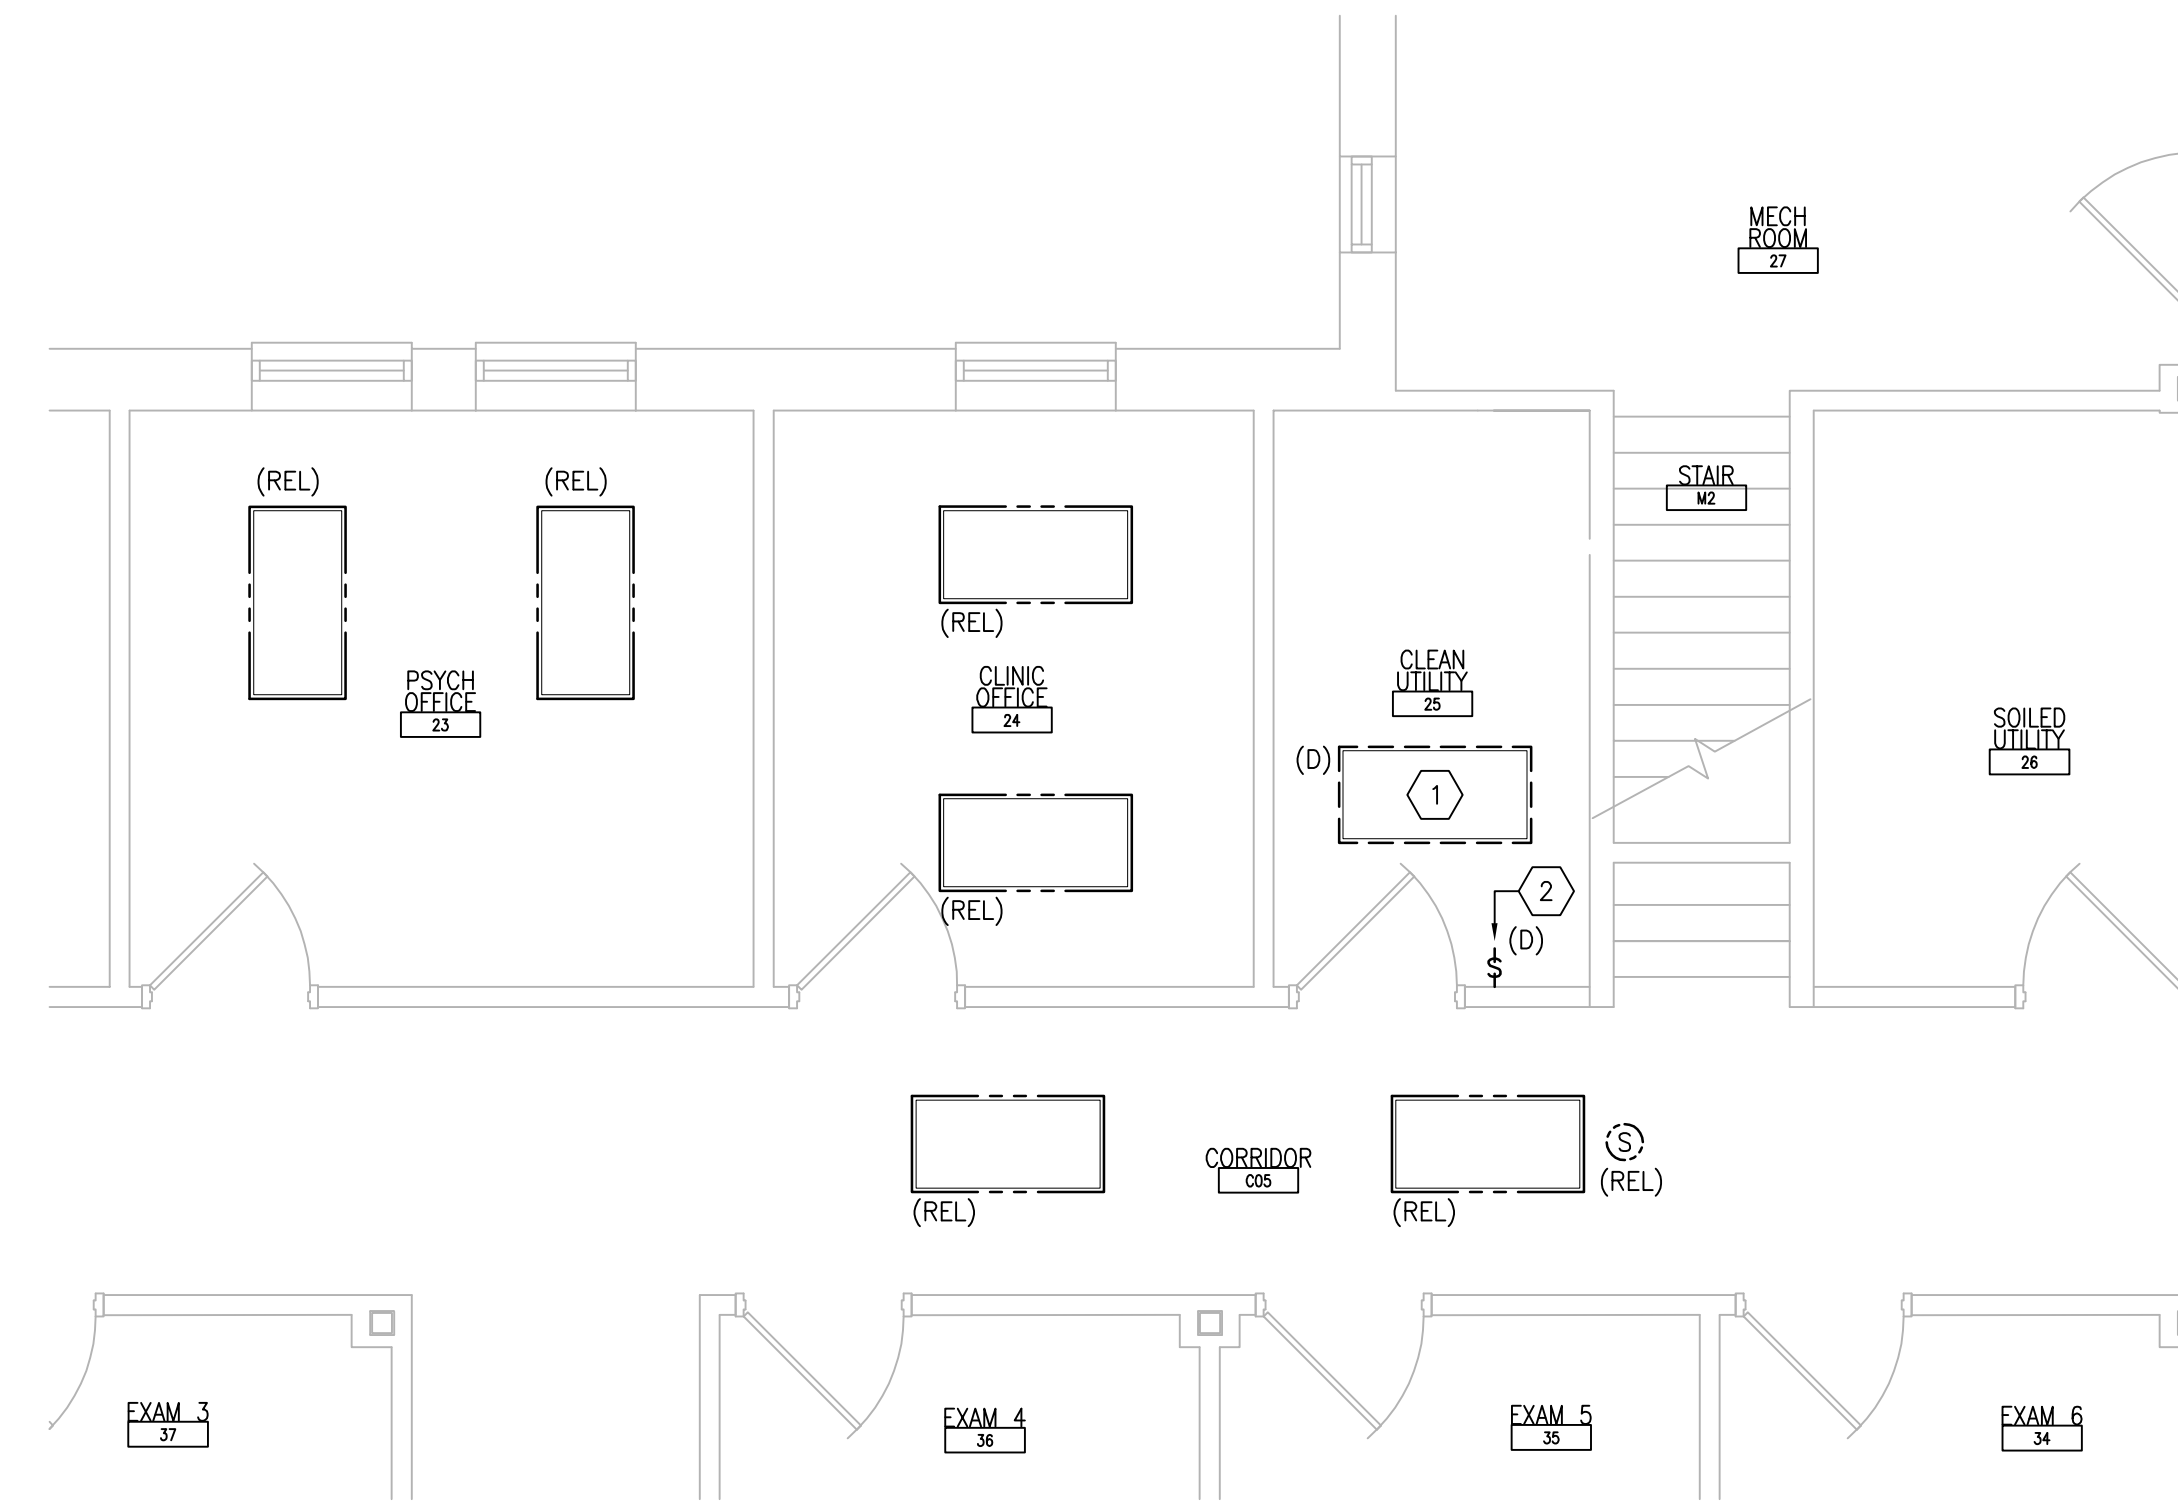 MECH
ROOM
27
(REL)
(REL)
STAIR
M2
(REL)
PSYCH
OFFICE
23
CLINIC
OFFICE
24
CLEAN
UTILITY
25
SOILED
UTILITY
26
(D)
1
2
(REL)
(D)
S
CORRIDOR
C05
S
(REL)
(REL)
(REL)
EXAM 3
37
EXAM 4
36
EXAM 5
35
EXAM 6
34